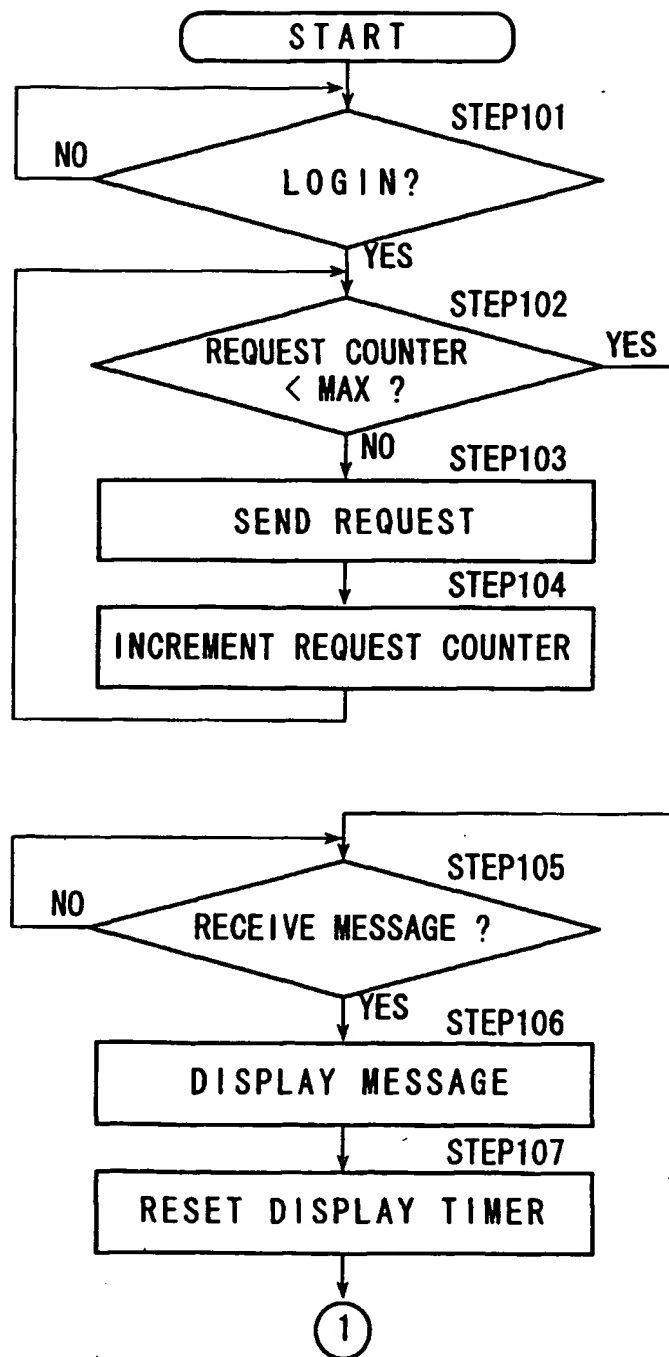 START
STEP101
NO
LOGIN?
YES
STEP102
YES
REQUEST COUNTER
< MAX ?
NO
STEP103
SEND REQUEST
STEP104
INCREMENT REQUEST COUNTER
STEP105
NO
RECEIVE MESSAGE ?
YES
STEP106
DISPLAY MESSAGE
STEP107
RESET DISPLAY TIMER
1